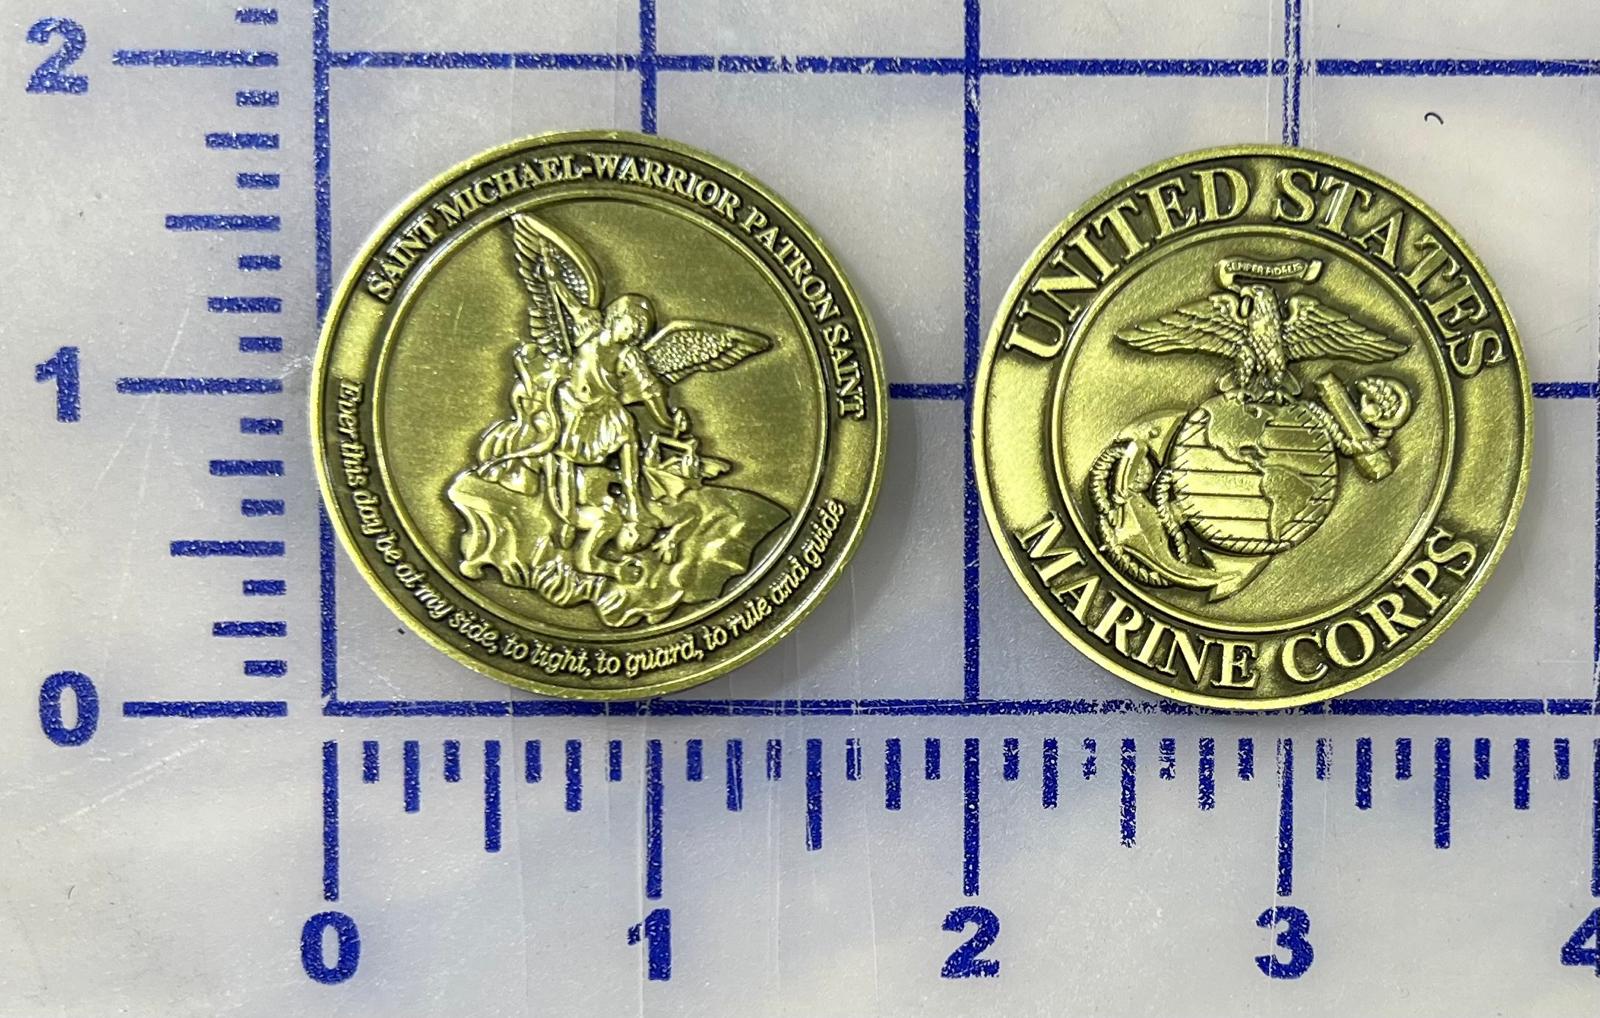 2
1
0
SAINT MICHAEL-WARRIOR PATRON SAINT
Ever this day be at my side, to light, to guard, to rule and guide
UNITED STATES
SEMPER FIDELIS
MARINE CORPS
0 1 2 3 4